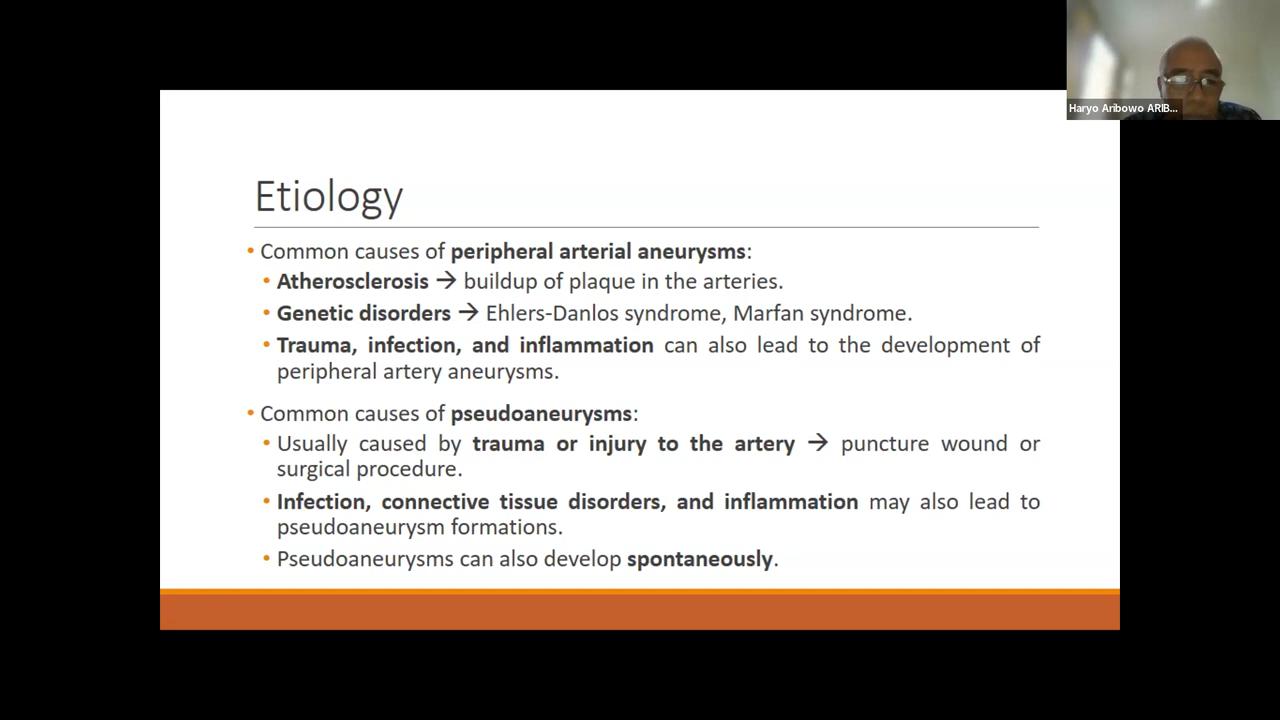 Haryo Aribowo ARIB...
Etiology
• Common causes of peripheral arterial aneurysms:
• Atherosclerosis → buildup of plaque in the arteries.
• Genetic disorders → Ehlers-Danlos syndrome, Marfan syndrome.
• Trauma, infection, and inflammation can also lead to the development of
peripheral artery aneurysms.
• Common causes of pseudoaneurysms:
• Usually caused by trauma or injury to the artery → puncture wound or
surgical procedure.
• Infection, connective tissue disorders, and inflammation may also lead to
pseudoaneurysm formations.
• Pseudoaneurysms can also develop spontaneously.